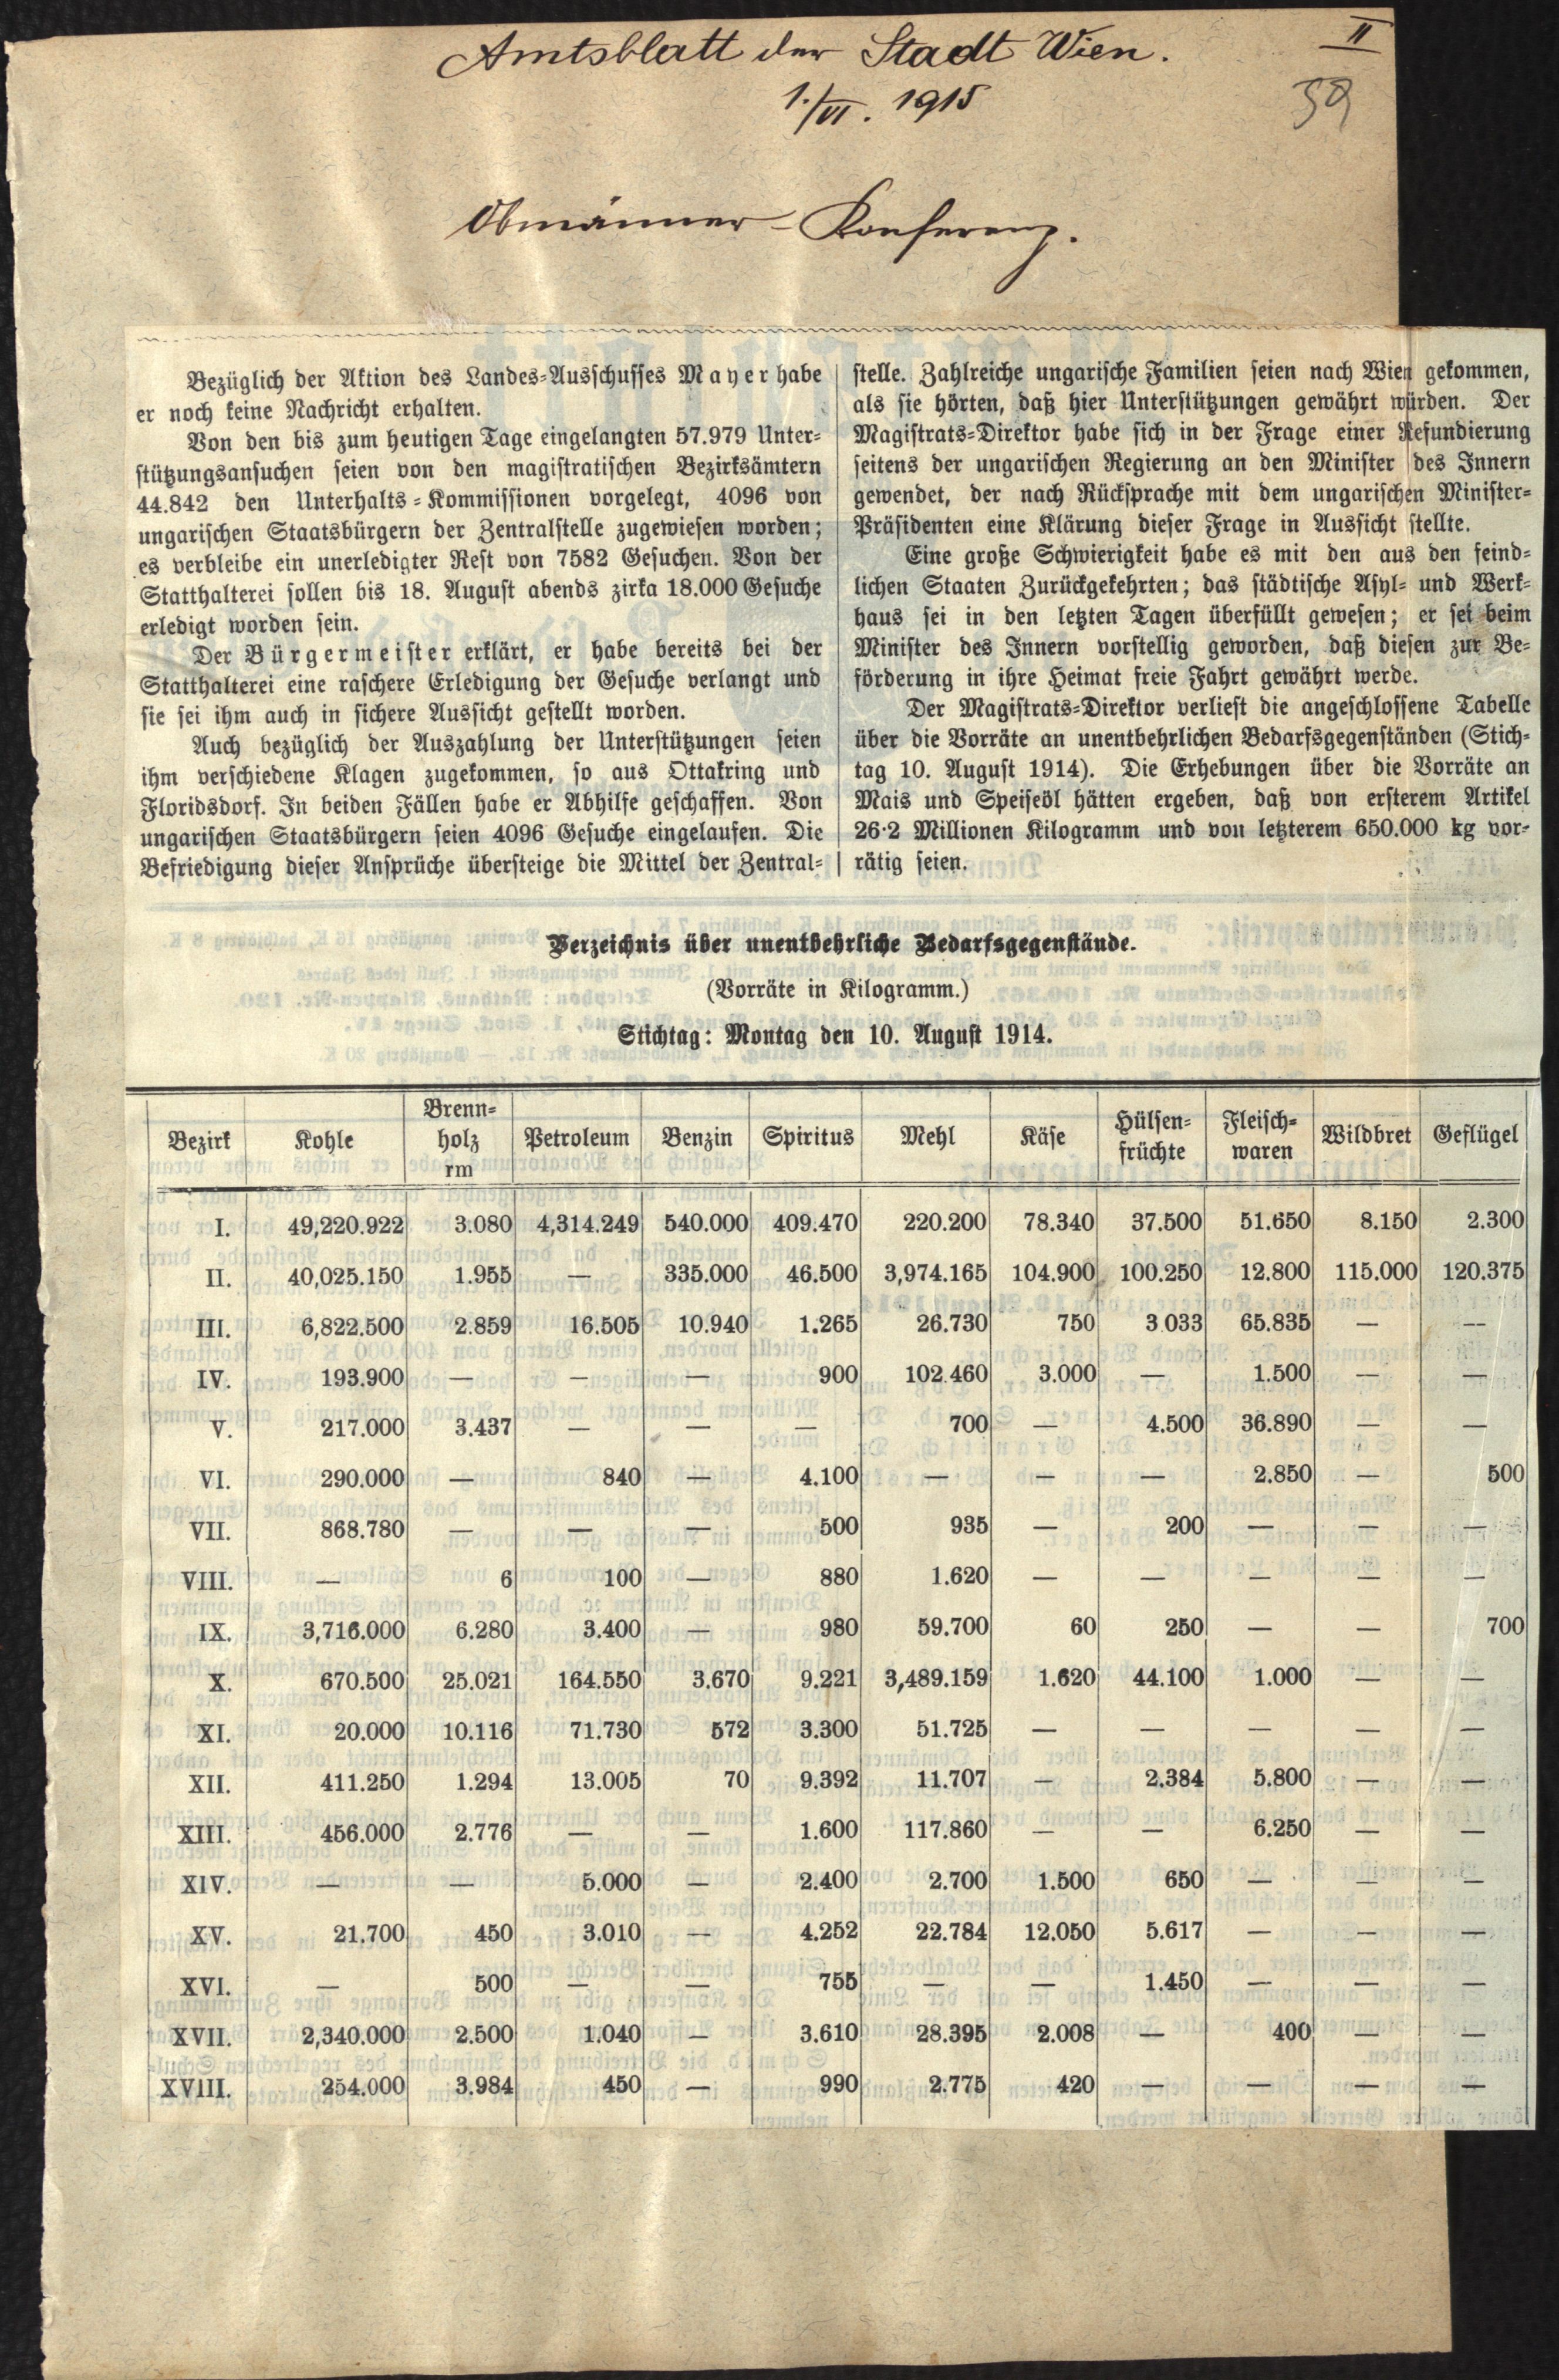 Amtsblatt der Stadt Wien.
II
1./VI. 1915
59
Obmänner-Konferenz.
Bezüglich der Aktion des Landes-Ausschusses Mayer habe
er noch keine Nachricht erhalten.
Von den bis zum heutigen Tage eingelangten 57.979 Unter-
stützungsansuchen seien von den magistratischen Bezirksämtern
44.842 den Unterhalts-Kommissionen vorgelegt, 4096 von
ungarischen Staatsbürgern der Zentralstelle zugewiesen worden;
es verbleibe ein unerledigter Rest von 7582 Gesuchen. Von der
Statthalterei sollen bis 18. August abends zirka 18.000 Gesuche
erledigt worden sein.
Der Bürgermeister erklärt, er habe bereits bei der
Statthalterei eine raschere Erledigung der Gesuche verlangt und
sie sei ihm auch in sichere Aussicht gestellt worden.
Auch bezüglich der Auszahlung der Unterstützungen seien
ihm verschiedene Klagen zugekommen, so aus Ottakring und
Floridsdorf. In beiden Fällen habe er Abhilfe geschaffen. Von
ungarischen Staatsbürgern seien 4096 Gesuche eingelaufen. Die
Befriedigung dieser Ansprüche übersteige die Mittel der Zentral-
stelle. Zahlreiche ungarische Familien seien nach Wien gekommen,
als sie hörten, daß hier Unterstützungen gewährt würden. Der
Magistrats-Direktor habe sich in der Frage einer Refundierung
seitens der ungarischen Regierung an den Minister des Innern
gewendet, der nach Rücksprache mit dem ungarischen Minister-
Präsidenten eine Klärung dieser Frage in Aussicht stellte.
Eine große Schwierigkeit habe es mit den aus den feind-
lichen Staaten Zurückgekehrten; das städtische Asyl- und Werk-
haus sei in den letzten Tagen überfüllt gewesen; er sei beim
Minister des Innern vorstellig geworden, daß diesen zur Be-
förderung in ihre Heimat freie Fahrt gewährt werde.
Der Magistrats-Direktor verliest die angeschlossene Tabelle
über die Vorräte an unentbehrlichen Bedarfsgegenständen (Stich-
tag 10. August 1914). Die Erhebungen über die Vorräte an
Mais und Speiseöl hätten ergeben, daß von ersterem Artikel
26·2 Millionen Kilogramm und von letzterem 650.000 kg vor-
rätig seien.
Verzeichnis über unentbehrliche Bedarfsgegenstände.
(Vorräte in Kilogramm.)
Stichtag: Montag den 10. August 1914.
Bezirk Kohle Brenn-holz rm Petroleum Benzin Spiritus Mehl Käse Hülsen-früchte Fleisch-waren Wildbret Geflügel
I. 49,220.922 3.080 4,314.249 540.000 409.470 220.200 78.340 37.500 51.650 8.150 2.300
II. 40,025.150 1.955 — 335.000 46.500 3,974.165 104.900 100.250 12.800 115.000 120.375
III. 6,822.500 2.859 16.505 10.940 1.265 26.730 750 3 033 65.835 — —
IV. 193.900 — — — 900 102.460 3.000 — 1.500 — —
V. 217.000 3.437 — — — 700 — 4.500 36.890 — —
VI. 290.000 — 840 — 4.100 — — — 2.850 — 500
VII. 868.780 — — — 500 935 — 200 — — —
VIII. — 6 100 — 880 1.620 — — — — —
IX. 3,716.000 6.280 3.400 — 980 59.700 60 250 — — 700
X. 670.500 25.021 164.550 3.670 9.221 3,489.159 1.620 44.100 1.000 — —
XI. 20.000 10.116 71.730 572 3.300 51.725 — — — — —
XII. 411.250 1.294 13.005 70 9.392 11.707 — 2.384 5.800 — —
XIII. 456.000 2.776 — — 1.600 117.860 — — 6.250 — —
XIV. — — 5.000 — 2.400 2.700 1.500 650 — — —
XV. 21.700 450 3.010 — 4.252 22.784 12.050 5.617 — — —
XVI. — 500 — — 755 — — 1.450 — — —
XVII. 2,340.000 2.500 1.040 — 3.610 28.395 2.008 — 400 — —
XVIII. 254.000 3.984 450 — 990 2.775 420 — — — —